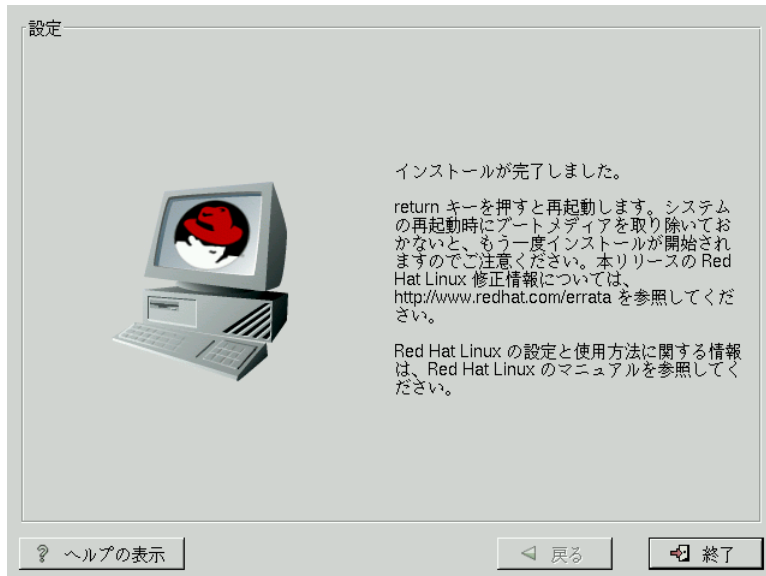 設定
インストールが完了しました。
return キーを押すと再起動します。システム
の再起動時にブートメディアを取り除いてお
かないと、もう一度インストールが開始され
ますのでご注意ください。本リリースの Red
Hat Linux 修正情報については、
http://www.redhat.com/errata を参照してくだ
さい。
Red Hat Linux の設定と使用方法に関する情報
は、Red Hat Linux のマニュアルを参照してく
ださい。
? ヘルプの表示
戻る
終了